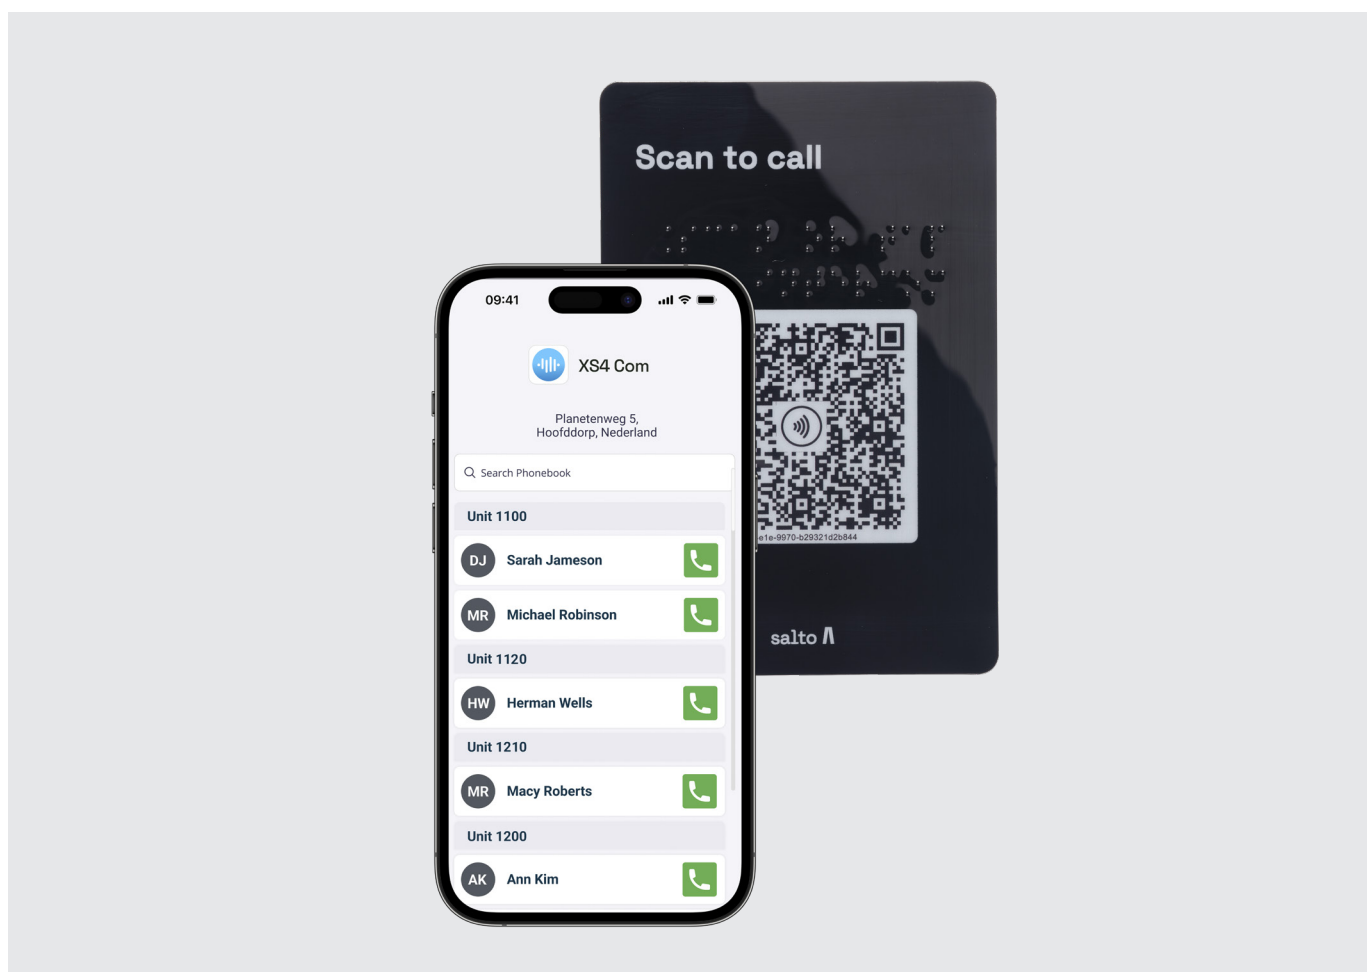 Scan to call
e1e-9970-b29321d2b844
salto
09:41
XS4 Com
Planetenweg 5,
Hoofddorp, Nederland
Search Phonebook
Unit 1100
DJ Sarah Jameson
MR Michael Robinson
Unit 1120
HW Herman Wells
Unit 1210
MR Macy Roberts
Unit 1200
AK Ann Kim